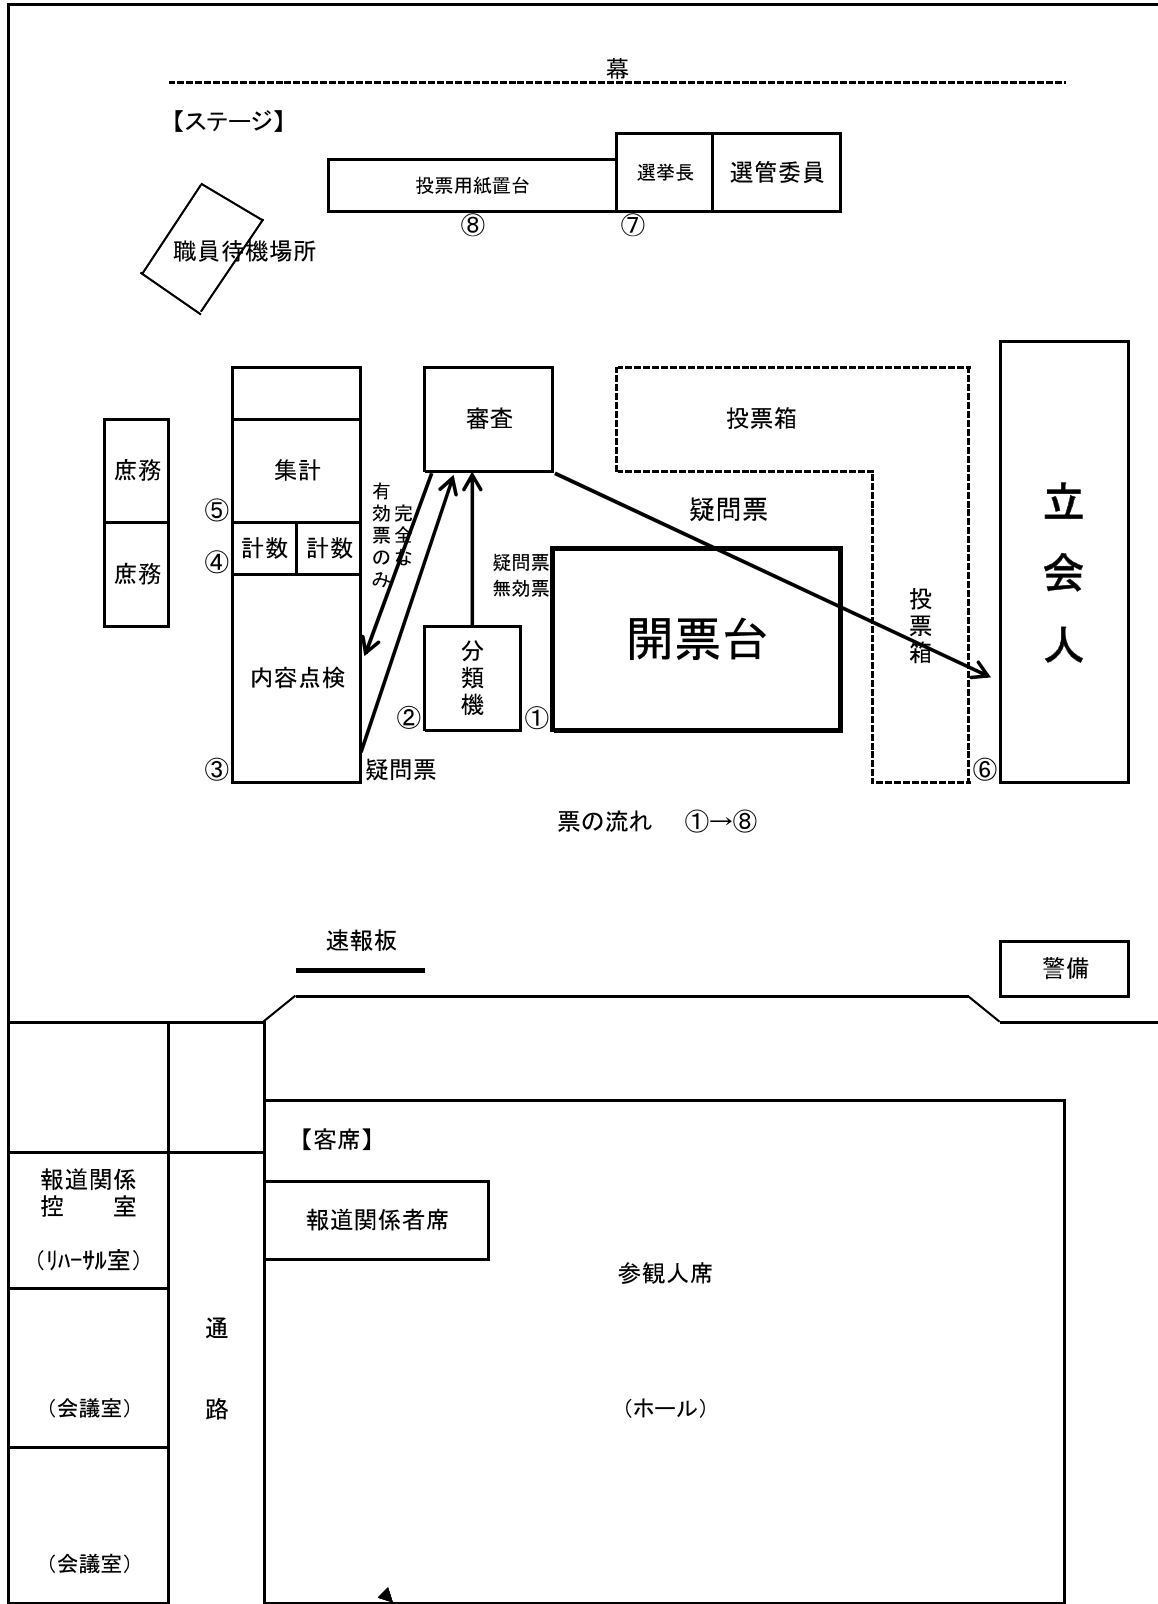 幕
【ステージ】
投票用紙置台
選挙長
選管委員
⑧
⑦
職員待機場所
審査
投票箱
庶務
集計
⑤
計数
計数
④
庶務
内容点検
③
完全な
有効票のみ
疑問票
疑問票
無効票
分類機
②
①
開票台
疑問票
投票箱
⑥
立会人
票の流れ　①→⑧
速報板
警備
【客席】
報道関係
控　室
（ﾘﾊｰｻﾙ室）
報道関係者席
参観人席
通路
（会議室）
（ホール）
（会議室）